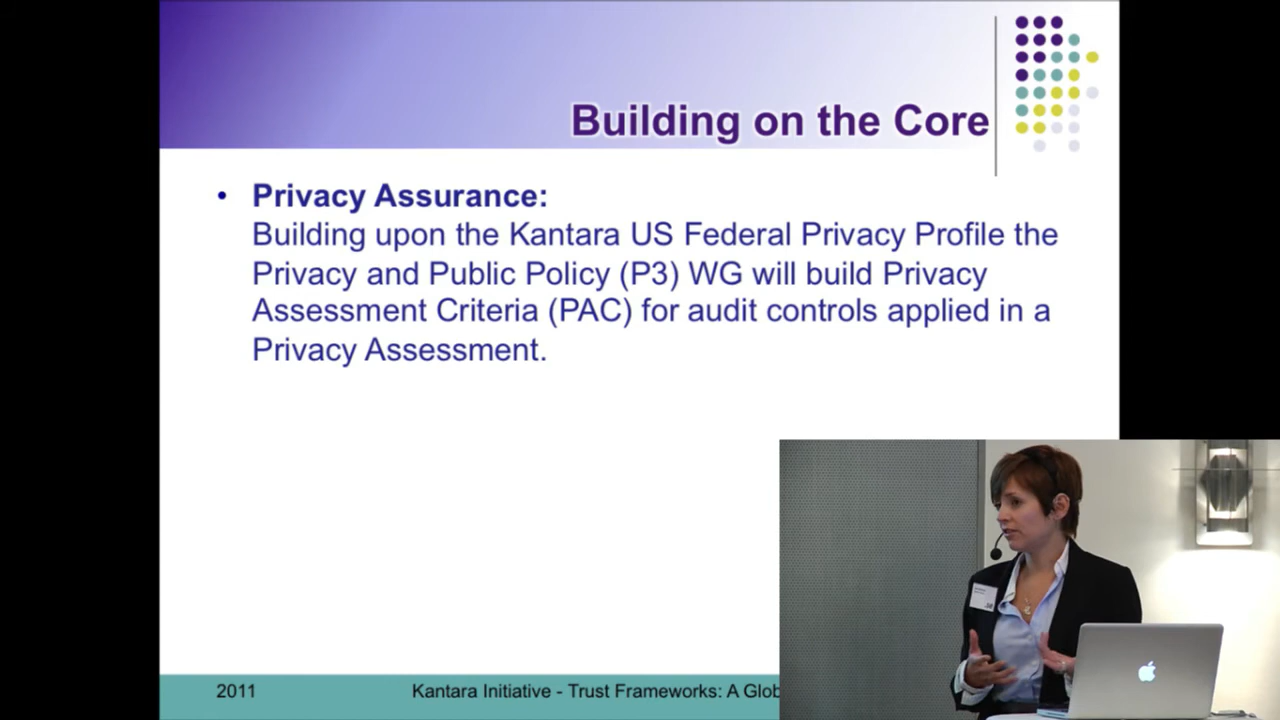 Building on the Core
• Privacy Assurance:
Building upon the Kantara US Federal Privacy Profile the
Privacy and Public Policy (P3) WG will build Privacy
Assessment Criteria (PAC) for audit controls applied in a
Privacy Assessment.
2011
Kantara Initiative - Trust Frameworks: A Glob